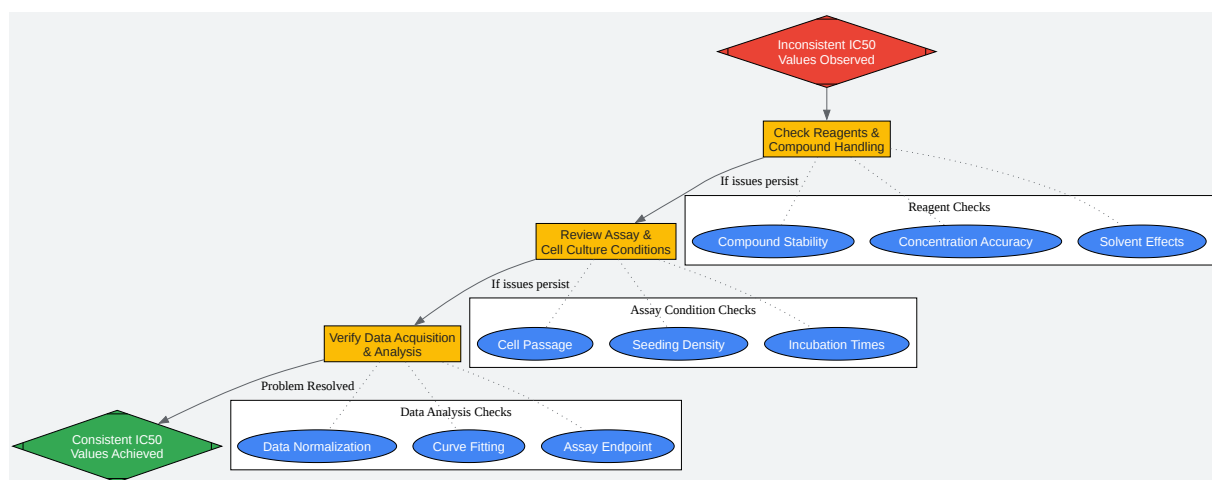 Inconsistent IC50
Values Observed
Check Reagents &
Compound Handling
If issues persist
Reagent Checks
Compound Stability
Concentration Accuracy
Solvent Effects
Review Assay &
Cell Culture Conditions
If issues persist
Assay Condition Checks
Cell Passage
Seeding Density
Incubation Times
Verify Data Acquisition
& Analysis
Problem Resolved
Data Analysis Checks
Data Normalization
Curve Fitting
Assay Endpoint
Consistent IC50
Values Achieved